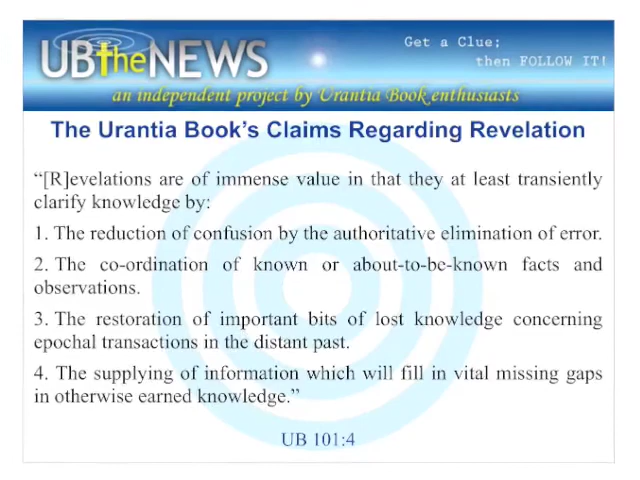 UBtheNEWS
Get a Clue;
then FOLLOW IT!
an independent project by Urantia Book enthusiasts
The Urantia Book's Claims Regarding Revelation
“[R]evelations are of immense value in that they at least transiently
clarify knowledge by:
1. The reduction of confusion by the authoritative elimination of error.
2. The co-ordination of known or about-to-be-known facts and
observations.
3. The restoration of important bits of lost knowledge concerning
epochal transactions in the distant past.
4. The supplying of information which will fill in vital missing gaps
in otherwise earned knowledge.”
UB 101:4